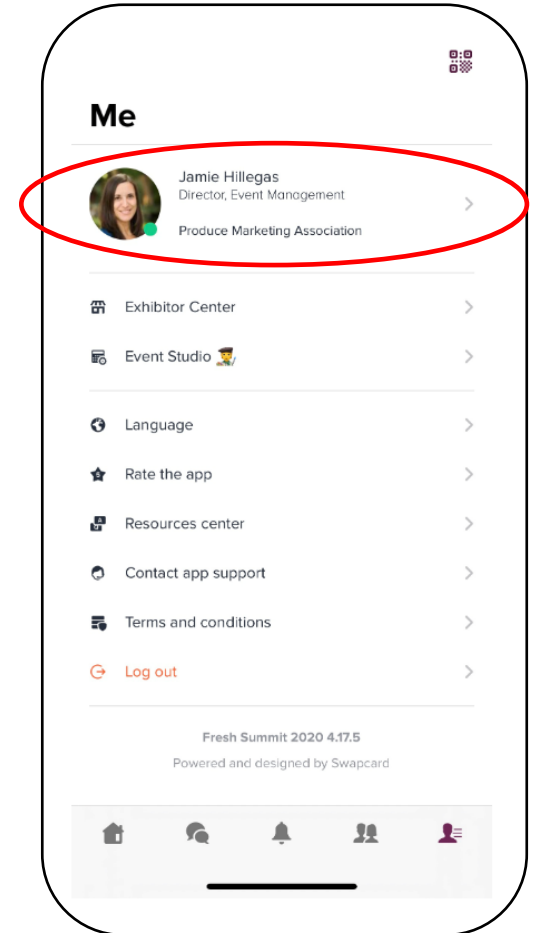 Me
Jamie Hillegas
Director, Event Management
Produce Marketing Association
Exhibitor Center
Event Studio 👨‍🎨
Language
Rate the app
Resources center
Contact app support
Terms and conditions
Log out
Fresh Summit 2020 4.17.5
Powered and designed by Swapcard